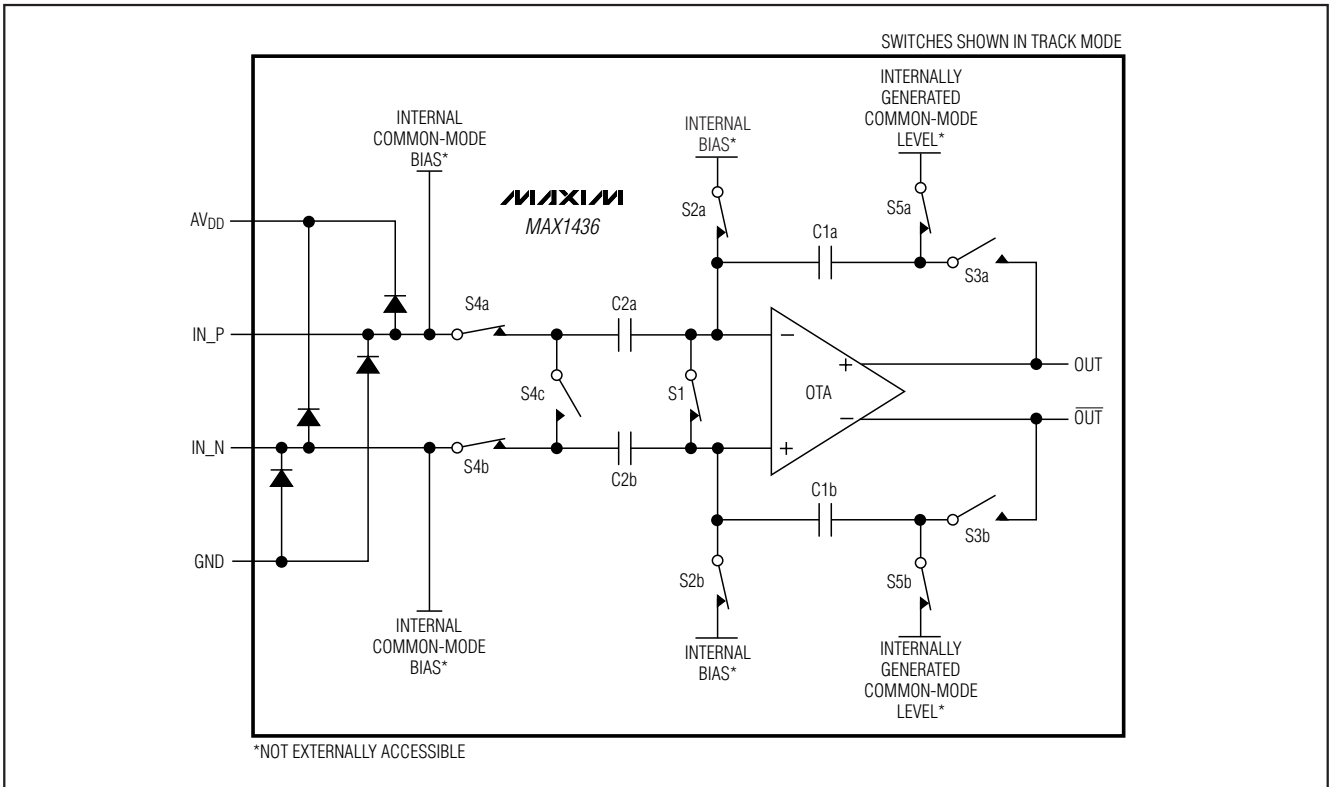 SWITCHES SHOWN IN TRACK MODE
INTERNAL
COMMON-MODE
BIAS*
INTERNAL
BIAS*
INTERNALLY
GENERATED
COMMON-MODE
LEVEL*
MAXIM
MAX1436
AVDD
S2a
S5a
C1a
S3a
S4a
C2a
IN_P
−
+
OUT
S4c
S1
OTA
−
OUT
IN_N
+
S4b
C2b
C1b
S3b
GND
S2b
S5b
INTERNAL
COMMON-MODE
BIAS*
INTERNAL
BIAS*
INTERNALLY
GENERATED
COMMON-MODE
LEVEL*
*NOT EXTERNALLY ACCESSIBLE